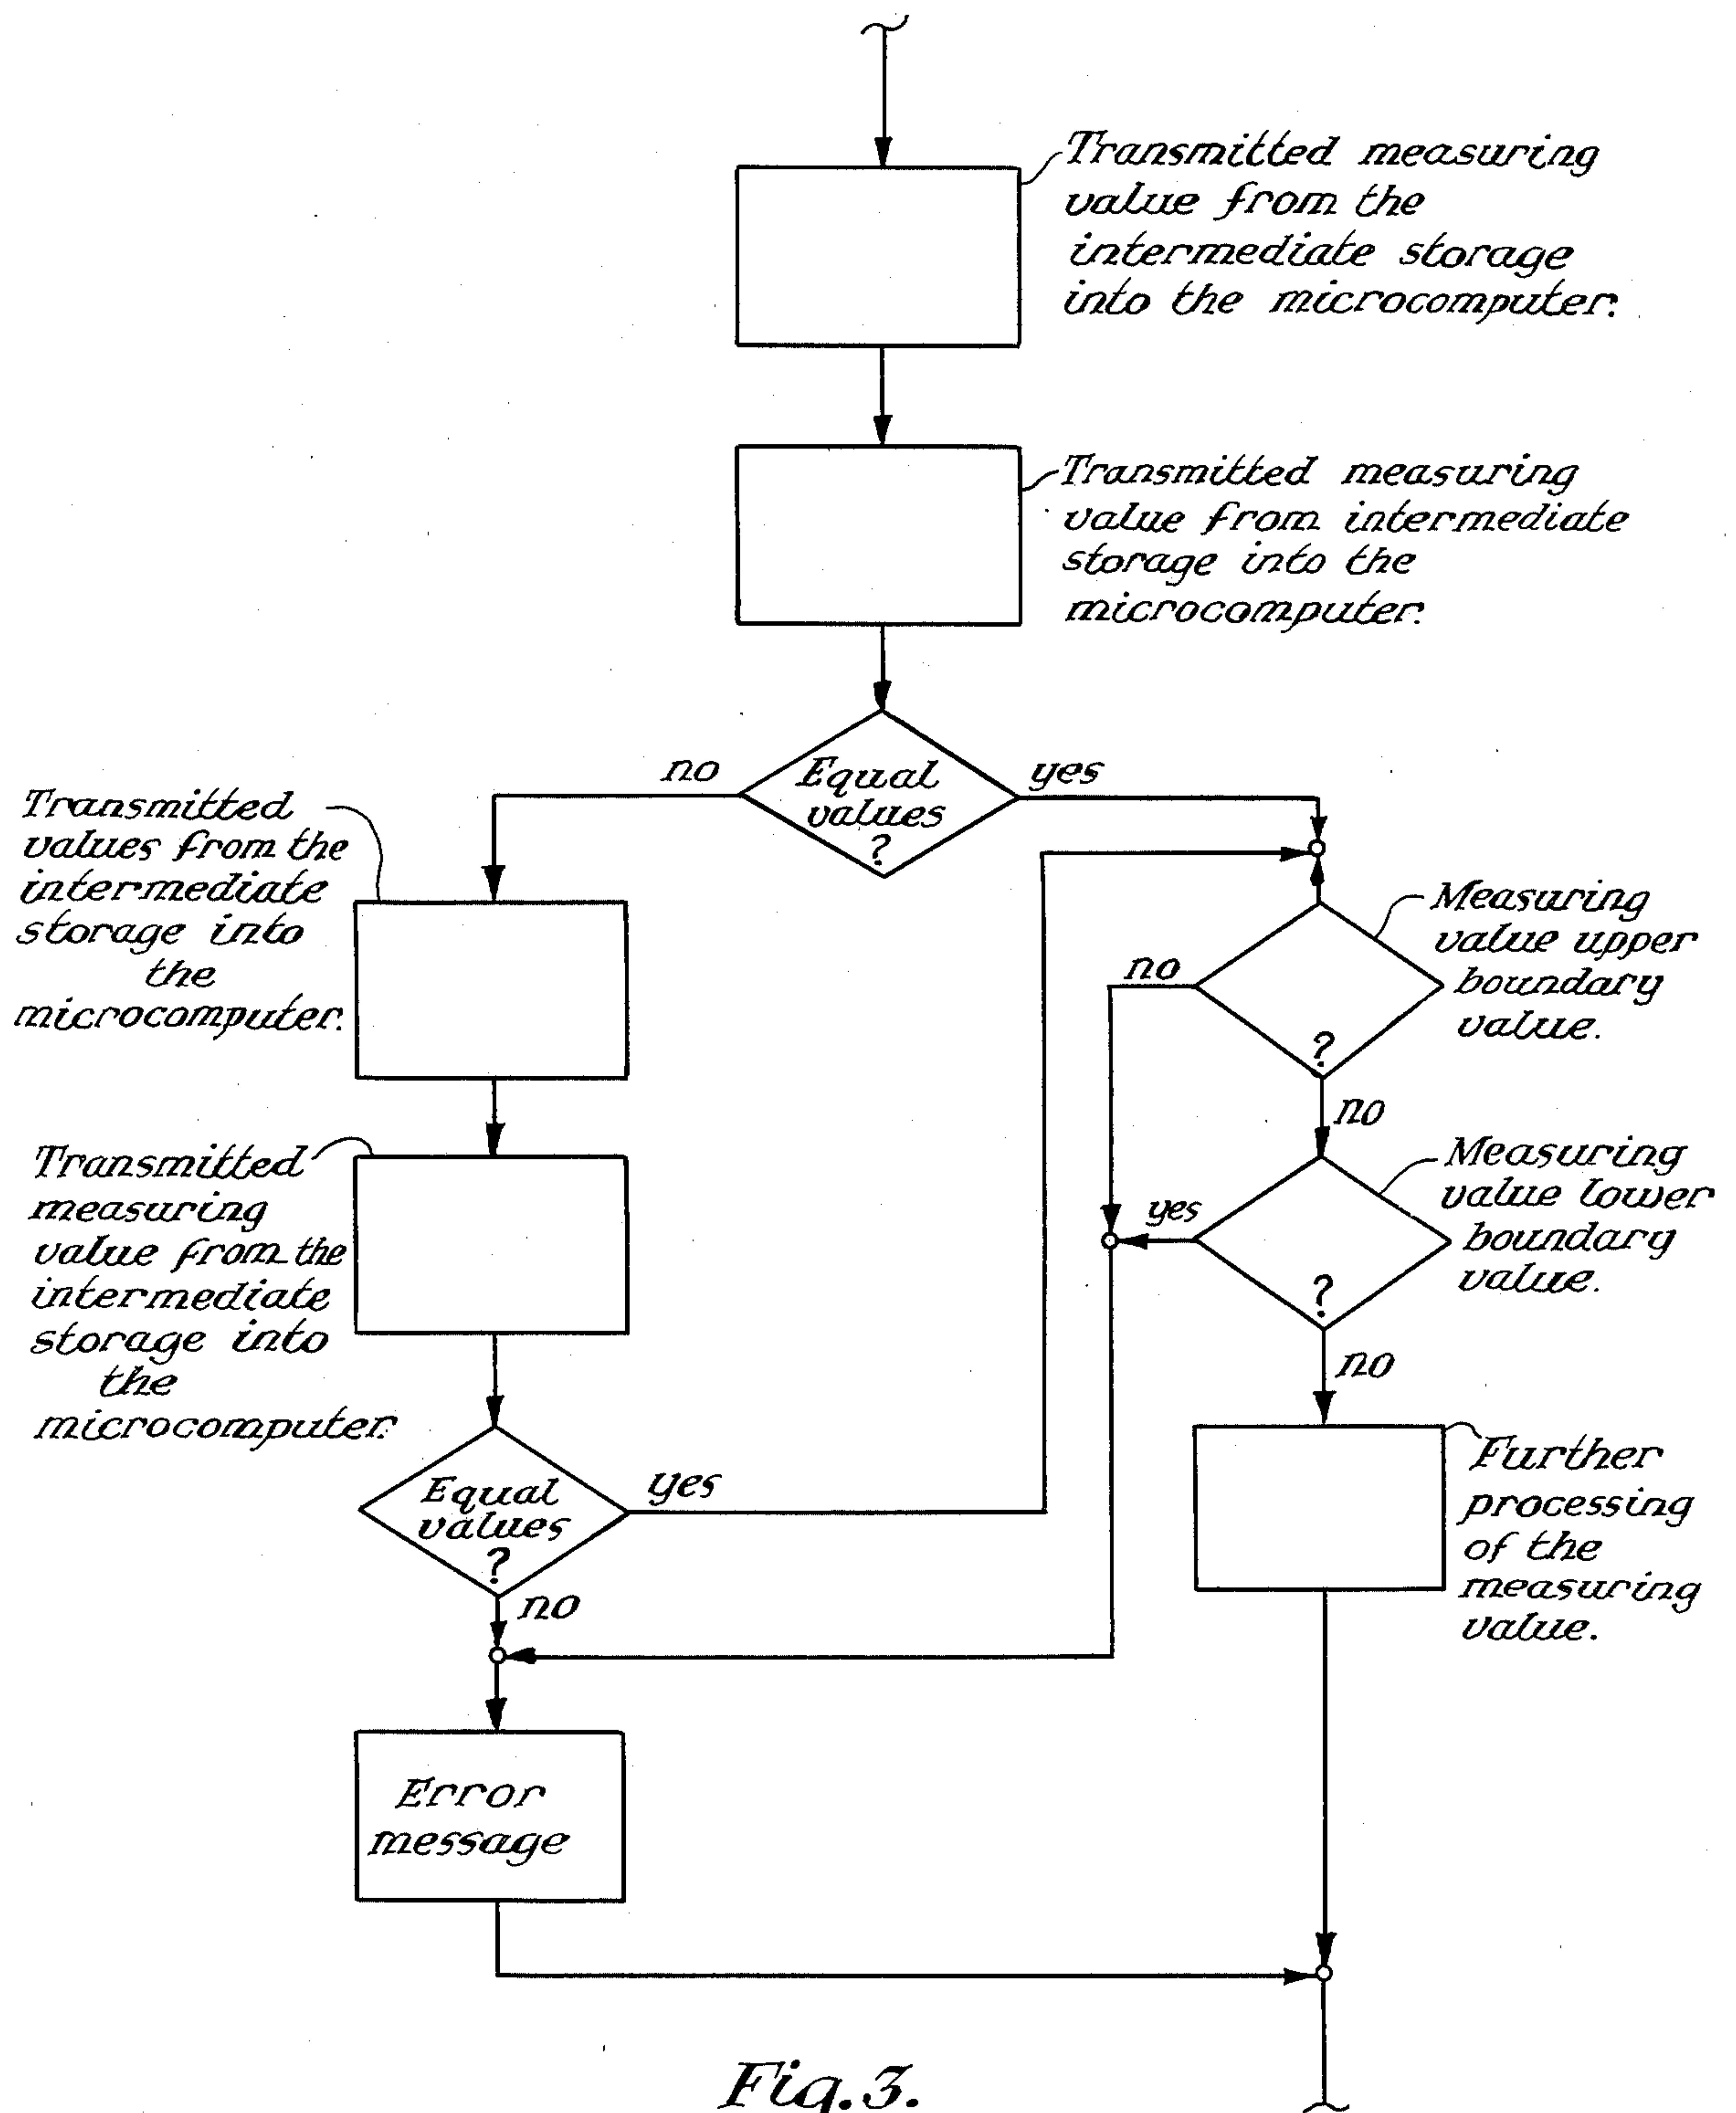 Transmitted measuring
value from the
intermediate storage
into the microcomputer.
Transmitted measuring
value from intermediate
storage into the
microcomputer.
no
Equal
values
?
yes
Transmitted
values from the
intermediate
storage into
the
microcomputer.
Measuring
value upper
boundary
value.
no
?
no
Transmitted
measuring
value from the
intermediate
storage into
the
microcomputer.
Measuring
value lower
boundary
value.
yes
?
no
Equal
values
?
yes
no
Further
processing
of the
measuring
value.
Error
message
Fig. 3.